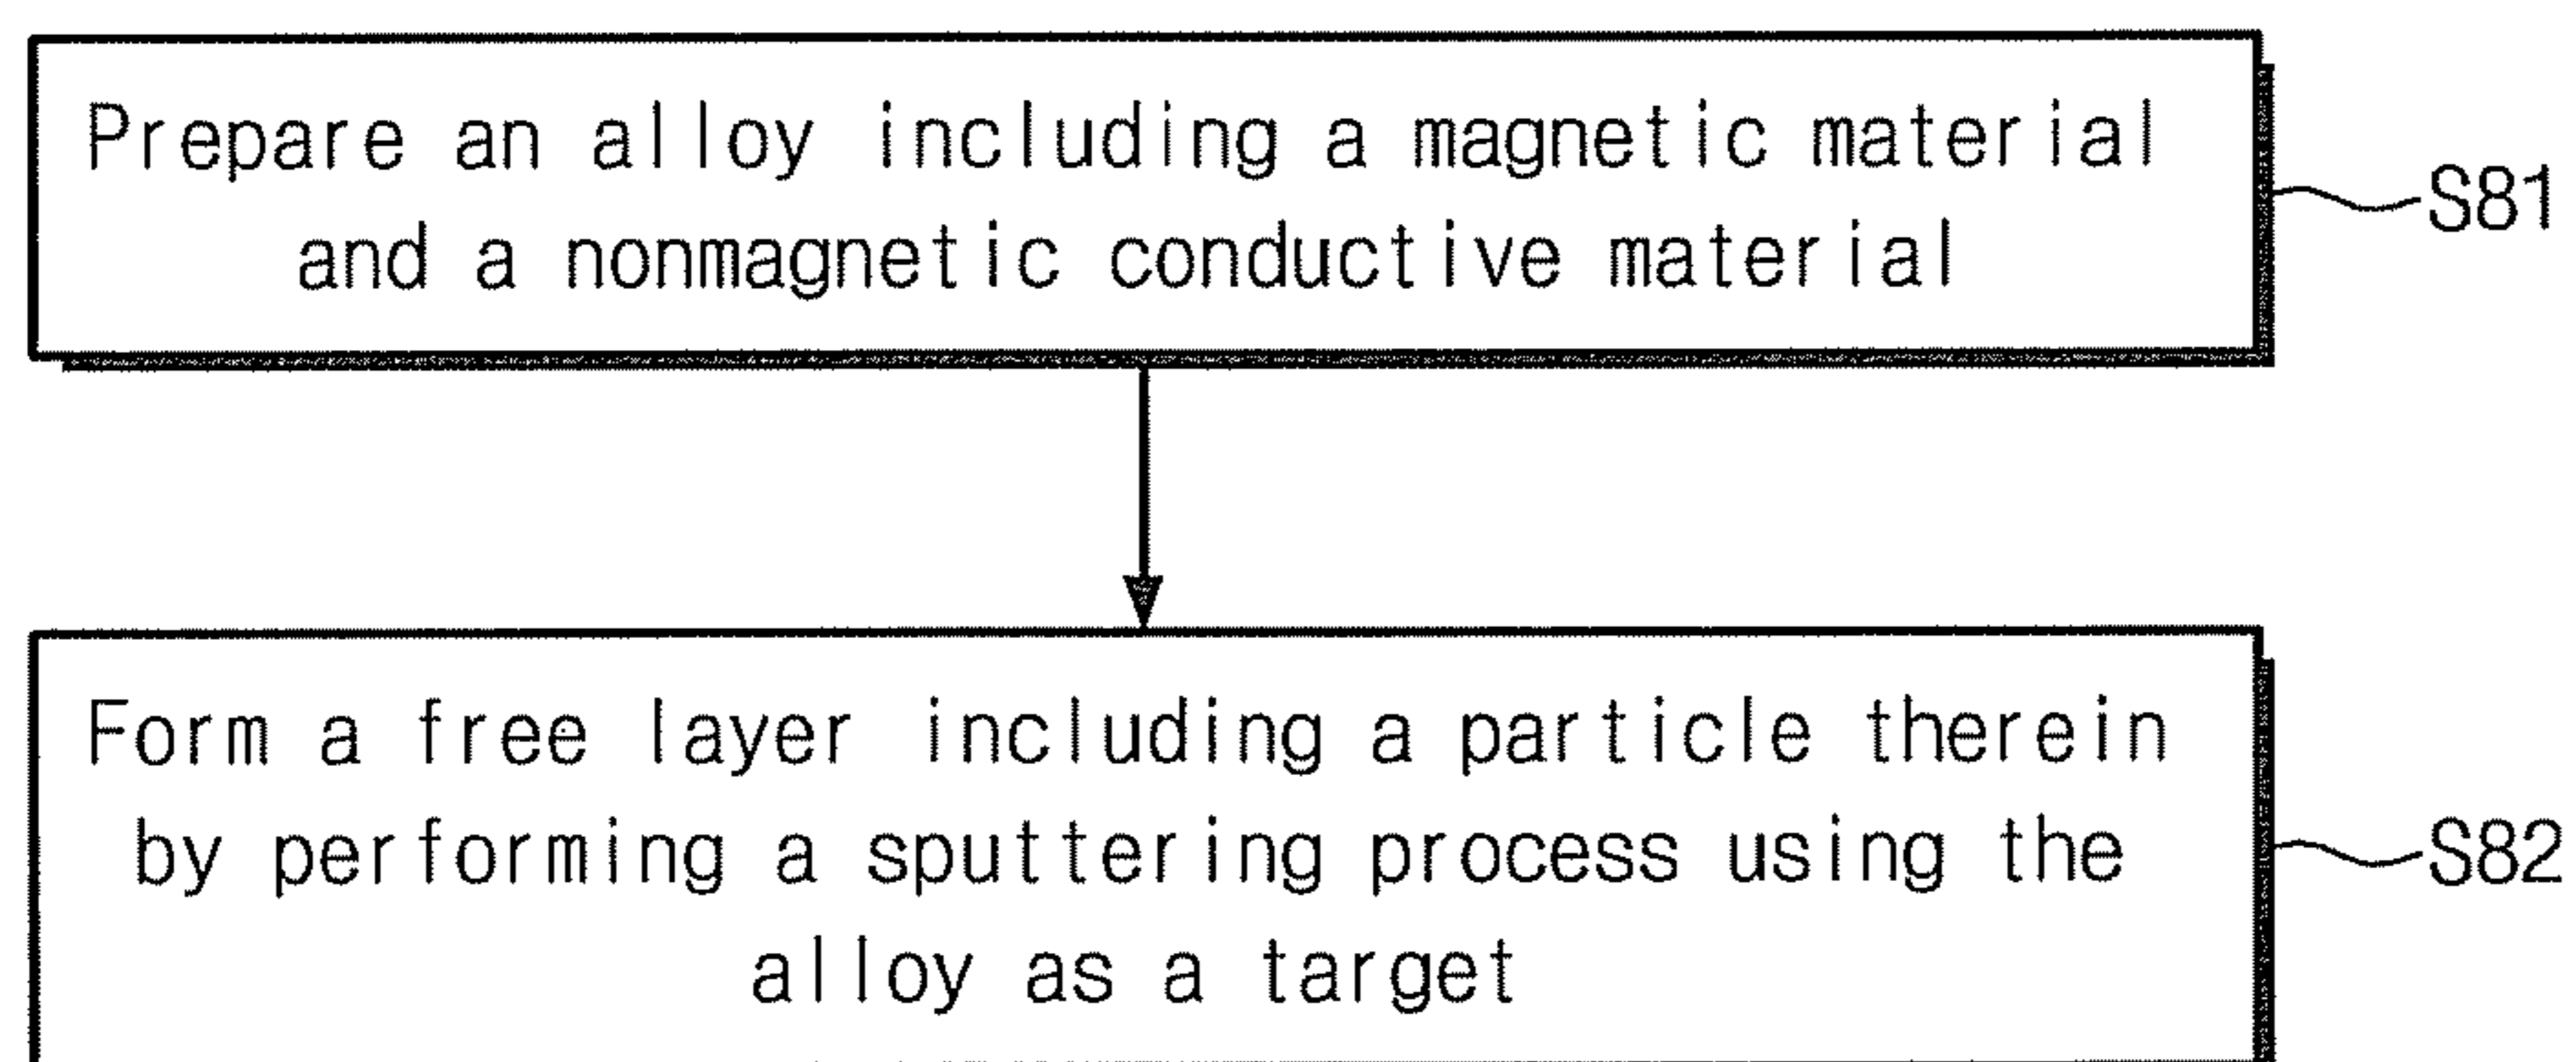 Prepare an alloy including a magnetic material
and a nonmagnetic conductive material
S81
Form a free layer including a particle therein
by performing a sputtering process using the
alloy as a target
S82